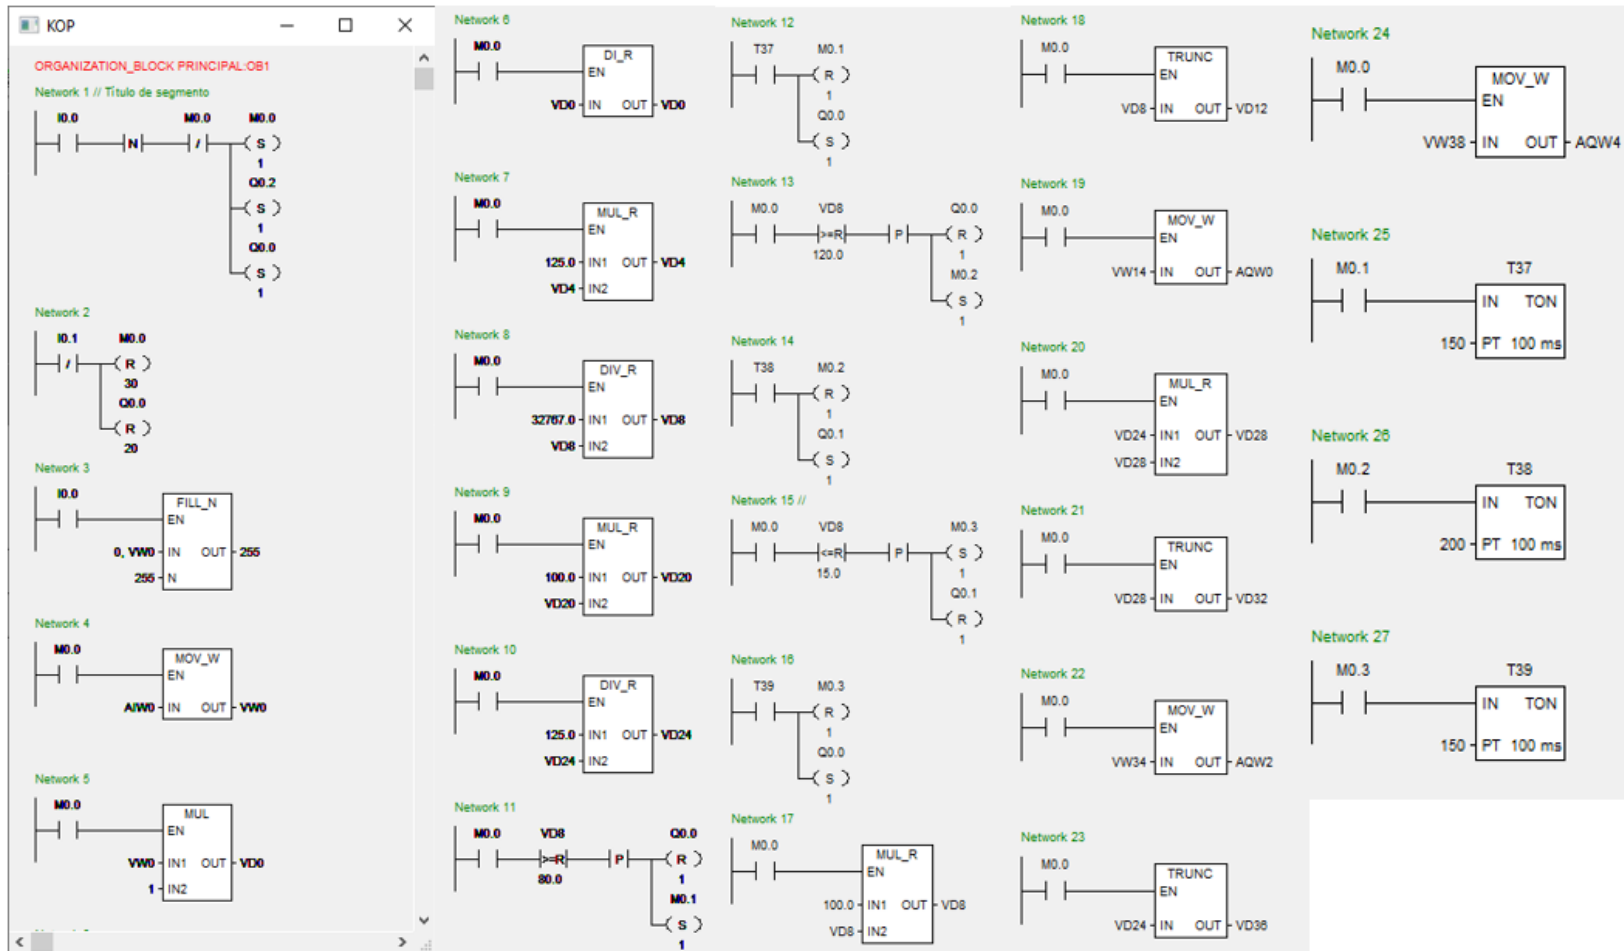 KOP
ORGANIZATION_BLOCK PRINCIPAL:OB1
Network 1 // Título de segmento
I0.0 M0.0 M0.0
N / S
1
Q0.2
S
1
Q0.0
S
1
Network 2
I0.1 M0.0
/ R
30
Q0.0
R
20
Network 3
I0.0
FILL_N
EN
0, VW0 IN OUT 255
255 N
Network 4
M0.0
MOV_W
EN
AIW0 IN OUT VW0
Network 5
M0.0
MUL
EN
VW0 IN1 OUT VD0
1 IN2
Network 6
M0.0
DI_R
EN
VD0 IN OUT VD0
Network 7
M0.0
MUL_R
EN
125.0 IN1 OUT VD4
VD4 IN2
Network 8
M0.0
DIV_R
EN
32767.0 IN1 OUT VD8
VD8 IN2
Network 9
M0.0
MUL_R
EN
100.0 IN1 OUT VD20
VD20 IN2
Network 10
M0.0
DIV_R
EN
125.0 IN1 OUT VD24
VD24 IN2
Network 11
M0.0 VD8 Q0.0
>=R P R
80.0 1
M0.1
S
1
Network 12
T37 M0.1
R
1
Q0.0
S
1
Network 13
M0.0 VD8 Q0.0
>=R P R
120.0 1
M0.2
S
1
Network 14
T38 M0.2
R
1
Q0.1
S
1
Network 15 //
M0.0 VD8 M0.3
<=R P S
15.0 1
Q0.1
R
1
Network 16
T39 M0.3
R
1
Q0.0
S
1
Network 17
M0.0
MUL_R
EN
100.0 IN1 OUT VD8
VD8 IN2
Network 18
M0.0
TRUNC
EN
VD8 IN OUT VD12
Network 19
M0.0
MOV_W
EN
VW14 IN OUT AQW0
Network 20
M0.0
MUL_R
EN
VD24 IN1 OUT VD28
VD28 IN2
Network 21
M0.0
TRUNC
EN
VD28 IN OUT VD32
Network 22
M0.0
MOV_W
EN
VW34 IN OUT AQW2
Network 23
M0.0
TRUNC
EN
VD24 IN OUT VD36
Network 24
M0.0
MOV_W
EN
VW38 IN OUT AQW4
Network 25
M0.1 T37
IN TON
150 PT 100 ms
Network 26
M0.2 T38
IN TON
200 PT 100 ms
Network 27
M0.3 T39
IN TON
150 PT 100 ms